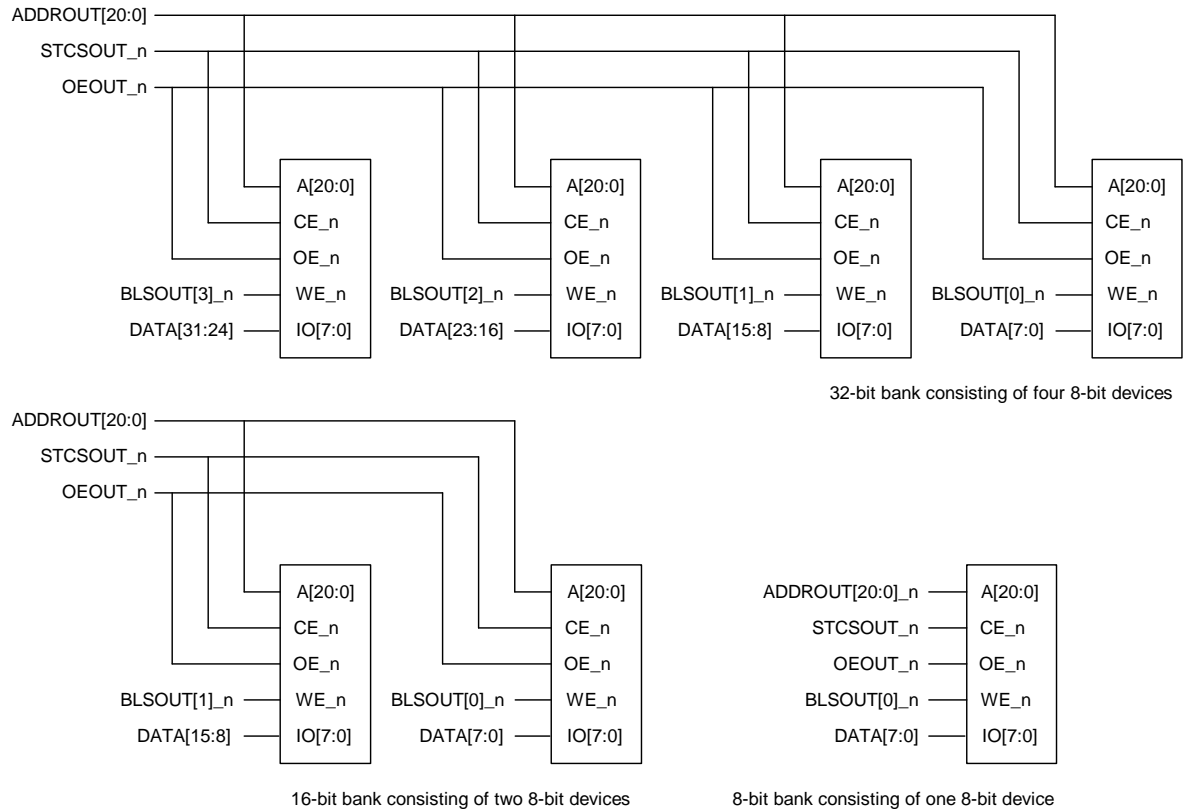 ADDROUT[20:0]
STCSOUT_n
OEOUT_n
A[20:0]
CE_n
OE_n
BLSOUT[3]_n
WE_n
DATA[31:24]
IO[7:0]
A[20:0]
CE_n
OE_n
BLSOUT[2]_n
WE_n
DATA[23:16]
IO[7:0]
A[20:0]
CE_n
OE_n
BLSOUT[1]_n
WE_n
DATA[15:8]
IO[7:0]
A[20:0]
CE_n
OE_n
BLSOUT[0]_n
WE_n
DATA[7:0]
IO[7:0]
32-bit bank consisting of four 8-bit devices
ADDROUT[20:0]
STCSOUT_n
OEOUT_n
A[20:0]
CE_n
OE_n
BLSOUT[1]_n
WE_n
DATA[15:8]
IO[7:0]
A[20:0]
CE_n
OE_n
BLSOUT[0]_n
WE_n
DATA[7:0]
IO[7:0]
16-bit bank consisting of two 8-bit devices
ADDROUT[20:0]_n
A[20:0]
STCSOUT_n
CE_n
OEOUT_n
OE_n
BLSOUT[0]_n
WE_n
DATA[7:0]
IO[7:0]
8-bit bank consisting of one 8-bit device